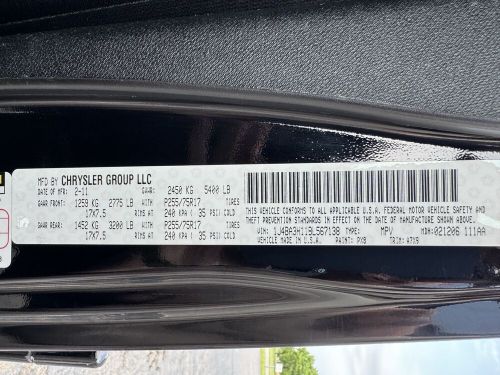 MFD BY CHRYSLER GROUP LLC
DATE OF MFR: 2-11 GVWR: 2450 KG 5400 LB
GAWR FRONT: 1259 KG 2775 LB WITH P255/75R17 TIRES
17X7.5 RIMS AT 240 KPA ( 35 PSI) COLD
GAWR REAR: 1452 KG 3200 LB WITH P255/75R17 TIRES
17X7.5 RIMS AT 240 KPA ( 35 PSI) COLD
THIS VEHICLE CONFORMS TO ALL APPLICABLE U.S.A. FEDERAL MOTOR VEHICLE SAFETY AND
THEFT PREVENTION STANDARDS IN EFFECT ON THE DATE OF MANUFACTURE SHOWN ABOVE.
VIN: 1J4BA3H11BL567138 TYPE: MPV MDH: 021206 111AA
MADE IN U.S.A. PAINT: PX8 TRIM: A7X9